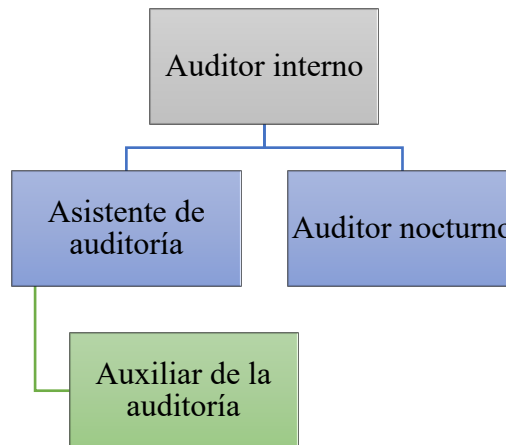 Auditor interno
Asistente de
auditoría
Auditor nocturno
Auxiliar de la
auditoría